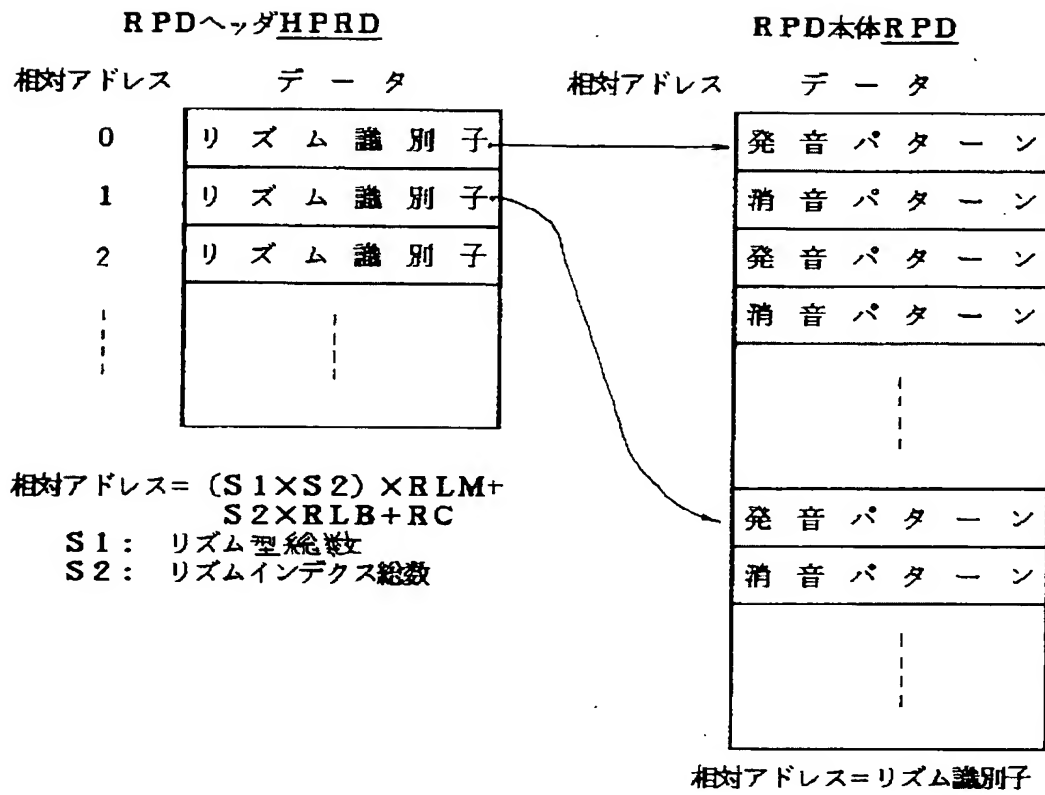 RPDヘッダHPRD
相対アドレス データ
0 リズム識別子
1 リズム識別子
2 リズム識別子
相対アドレス=(S1×S2)×RLM+
S2×RLB+RC
S1: リズム型総数
S2: リズムインデクス総数
RPD本体RPD
相対アドレス データ
発音パターン
消音パターン
発音パターン
消音パターン
発音パターン
消音パターン
相対アドレス=リズム識別子